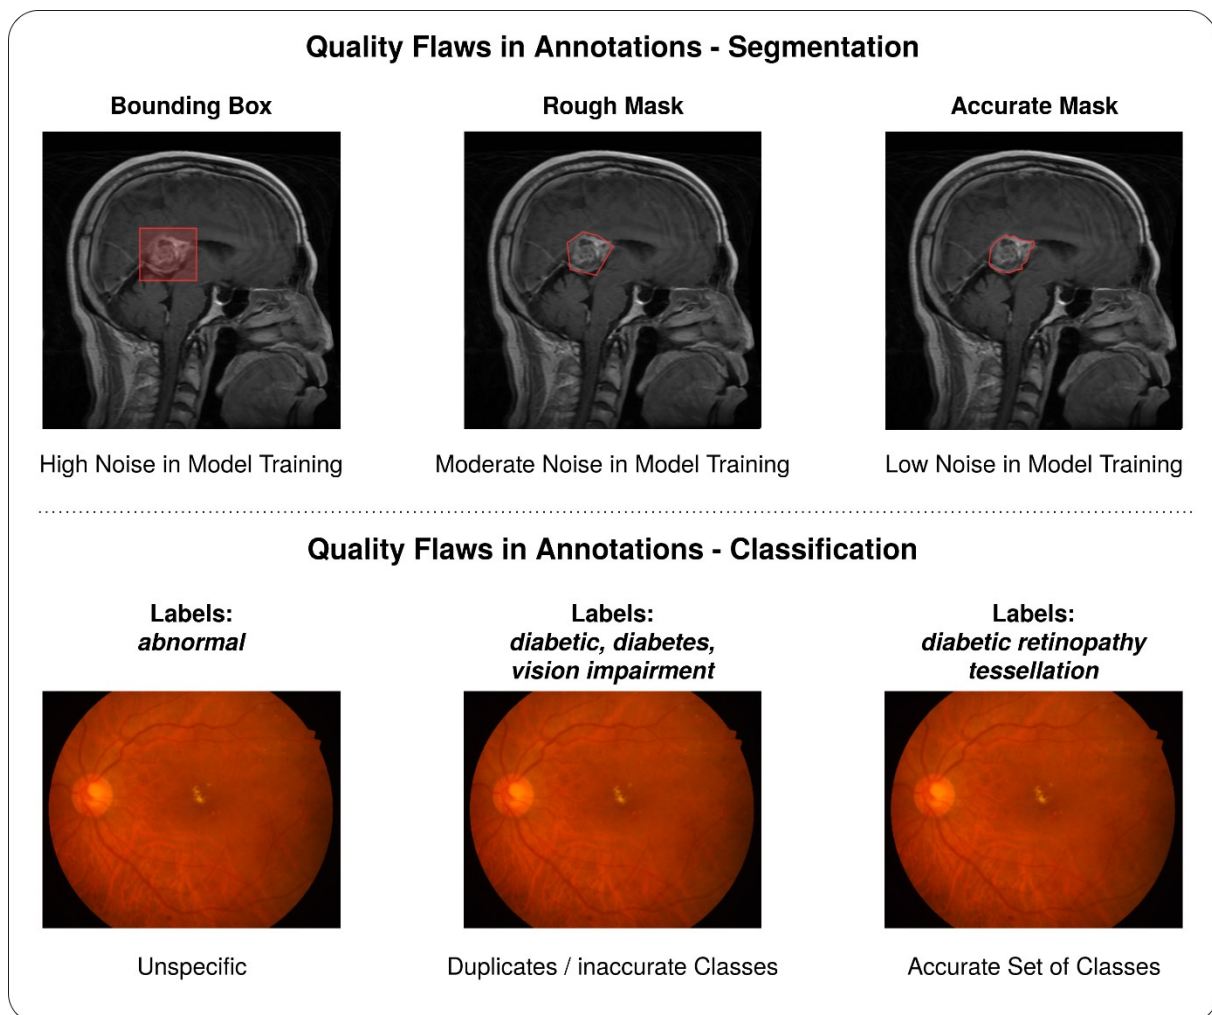 Quality Flaws in Annotations - Segmentation
Bounding Box
Rough Mask
Accurate Mask
High Noise in Model Training
Moderate Noise in Model Training
Low Noise in Model Training
Quality Flaws in Annotations - Classification
Labels:
abnormal
Labels:
diabetic, diabetes,
vision impairment
Labels:
diabetic retinopathy
tessellation
Unspecific
Duplicates / inaccurate Classes
Accurate Set of Classes